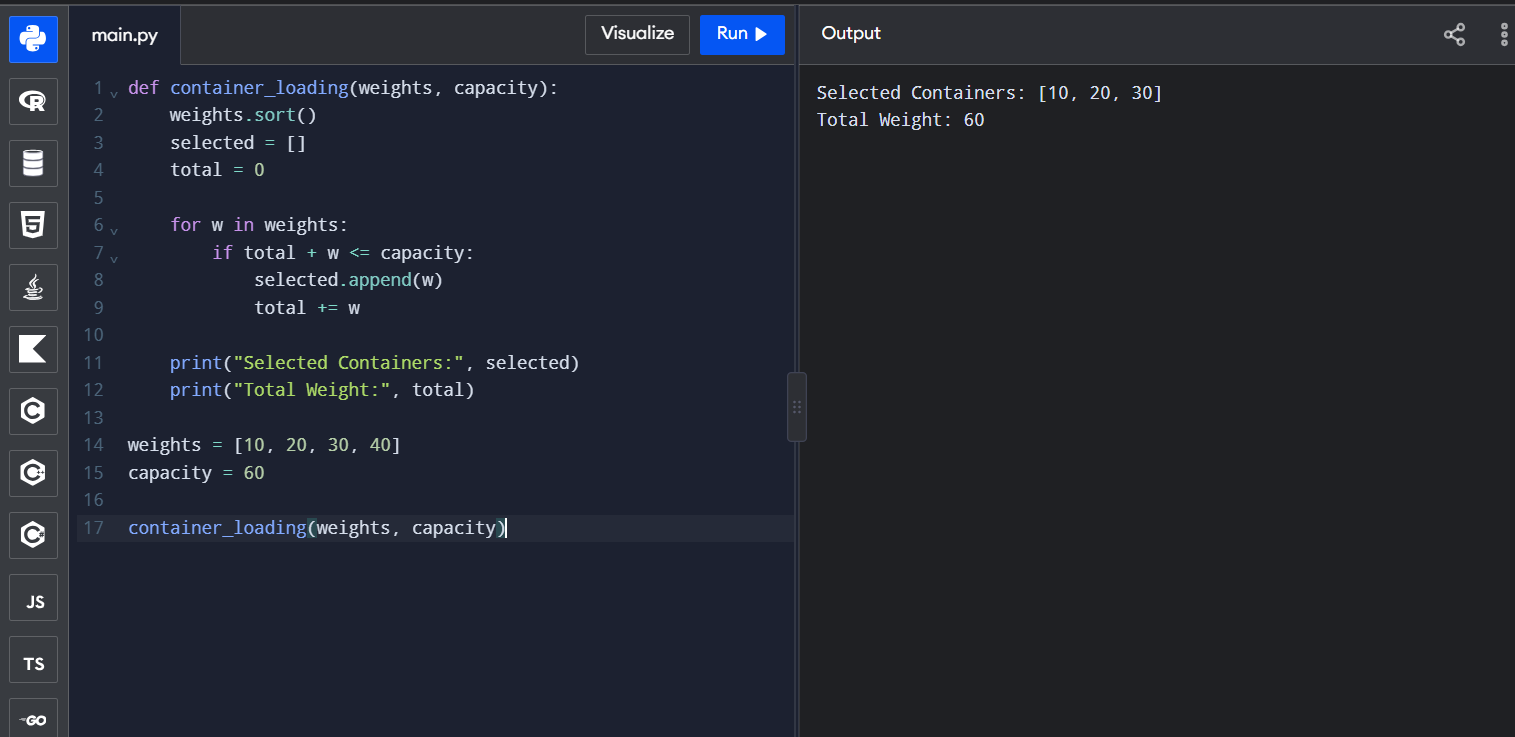 main.py
Visualize
Run
Output
1 def container_loading(weights, capacity):
2     weights.sort()
3     selected = []
4     total = 0
5
6     for w in weights:
7         if total + w <= capacity:
8             selected.append(w)
9             total += w
10
11     print("Selected Containers:", selected)
12     print("Total Weight:", total)
13
14 weights = [10, 20, 30, 40]
15 capacity = 60
16
17 container_loading(weights, capacity)
Selected Containers: [10, 20, 30]
Total Weight: 60
R
5
C
C
C
JS
TS
GO